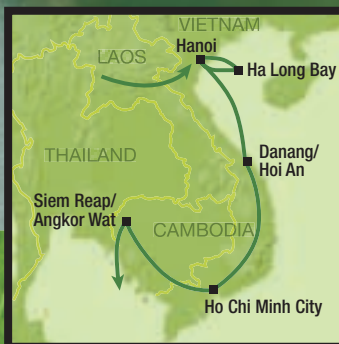 VIETNAM
Hanoi
LAOS
Ha Long Bay
THAILAND
Danang/
Hoi An
Siem Reap/
Angkor Wat
CAMBODIA
Ho Chi Minh City